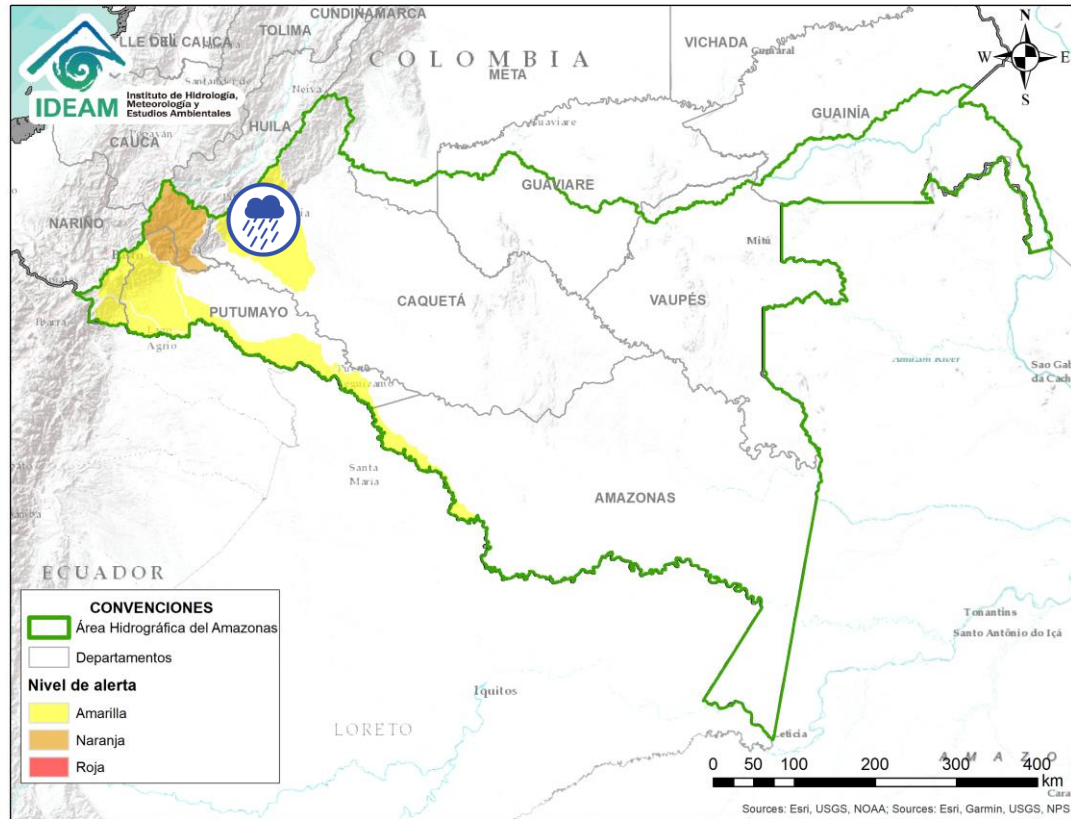 IDEAM
Instituto de Hidrología,
Meteorología y
Estudios Ambientales
CUNDINAMARCA
TOLIMA
VICHADA
COLOMBIA
META
N
W
E
S
Neiva
HUILA
GUAINÍA
CAUCA
GUAVIARE
NARIÑO
Mitú
CAQUETÁ
VAUPÉS
PUTUMAYO
Ibarra
Agrio
Santa
Maria
AMAZONAS
ECUADOR
Sao Gab
da Cach
CONVENCIONES
Área Hidrográfica del Amazonas
Departamentos
Nivel de alerta
Amarilla
Naranja
Roja
Tonantins
Santo Antônio do Içá
Iquitos
LORETO
Leticia
AMAZO
0 50 100 200 300 400
km
Sources: Esri, USGS, NOAA; Sources: Esri, Garmin, USGS, NPS